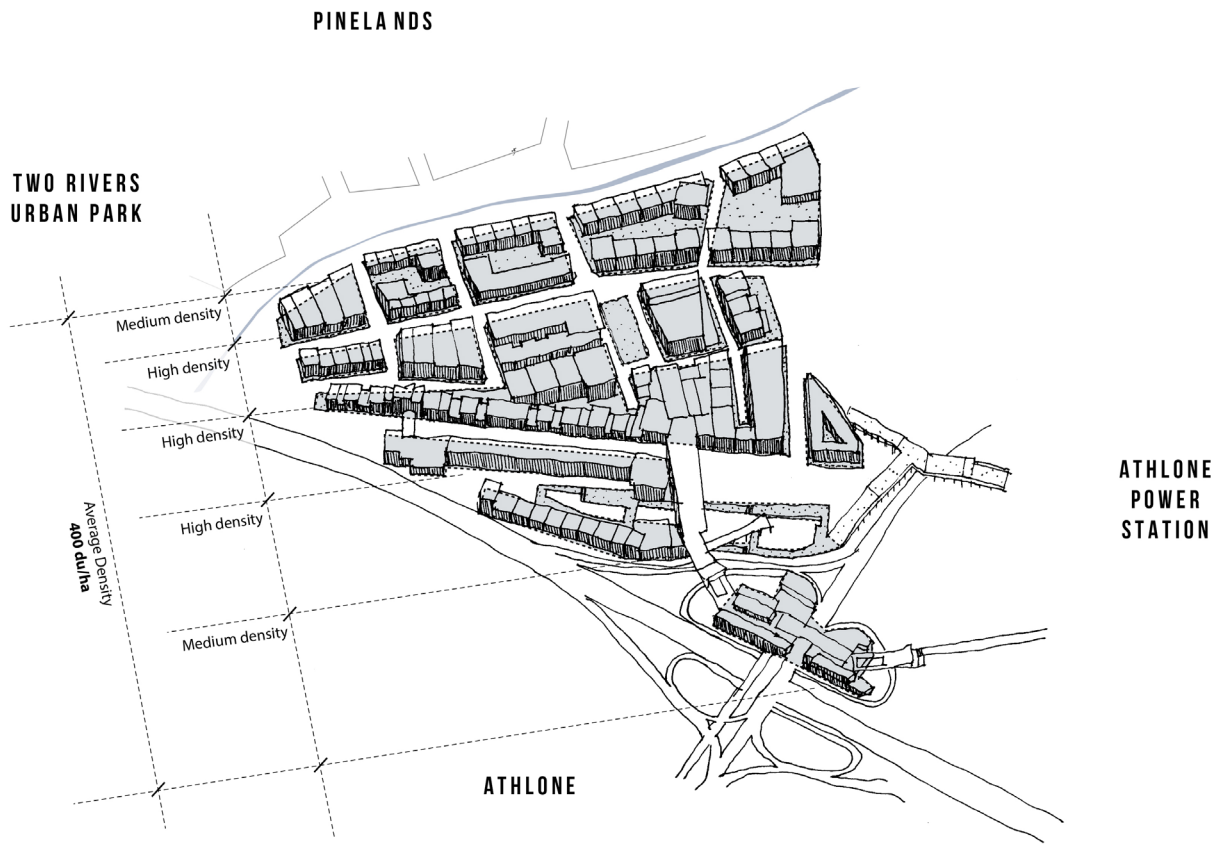 PINELANDS
TWO RIVERS
URBAN PARK
Medium density
High density
High density
ATHLONE
POWER
STATION
Average Density
400 du/ha
High density
Medium density
ATHLONE